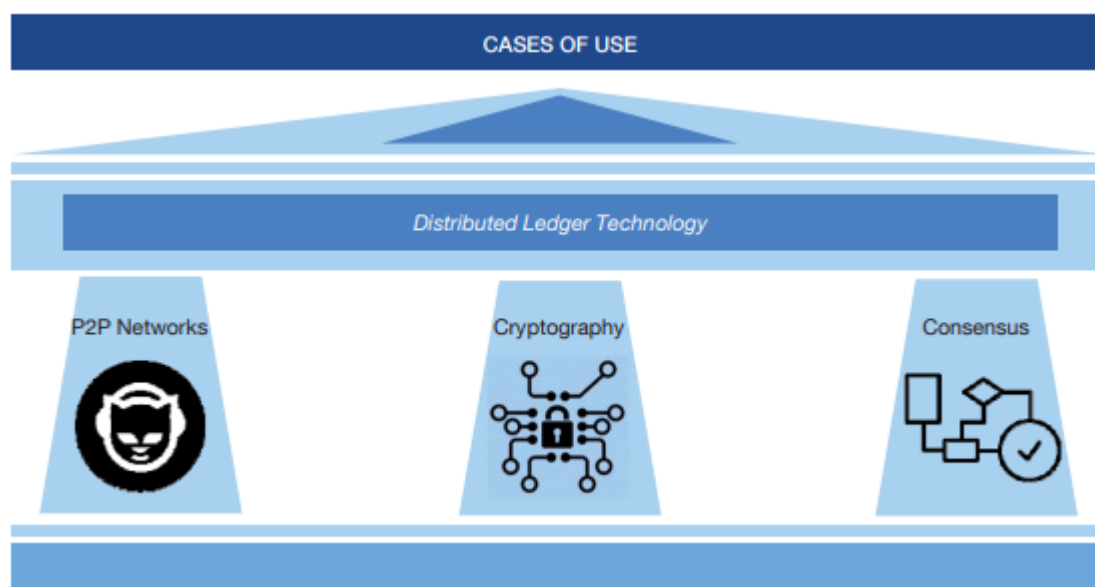 CASES OF USE
Distributed Ledger Technology
P2P Networks
Cryptography
Consensus